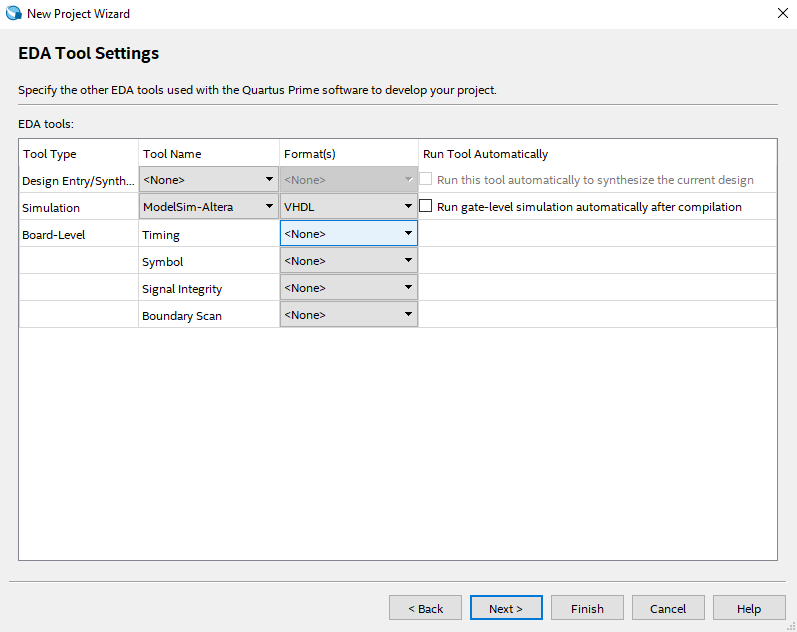 New Project Wizard
EDA Tool Settings
Specify the other EDA tools used with the Quartus Prime software to develop your project.
EDA tools:
Tool Type Tool Name Format(s) Run Tool Automatically
Design Entry/Synth... <None> <None> Run this tool automatically to synthesize the current design
Simulation ModelSim-Altera VHDL Run gate-level simulation automatically after compilation
Board-Level Timing <None>
Symbol <None>
Signal Integrity <None>
Boundary Scan <None>
< Back Next > Finish Cancel Help